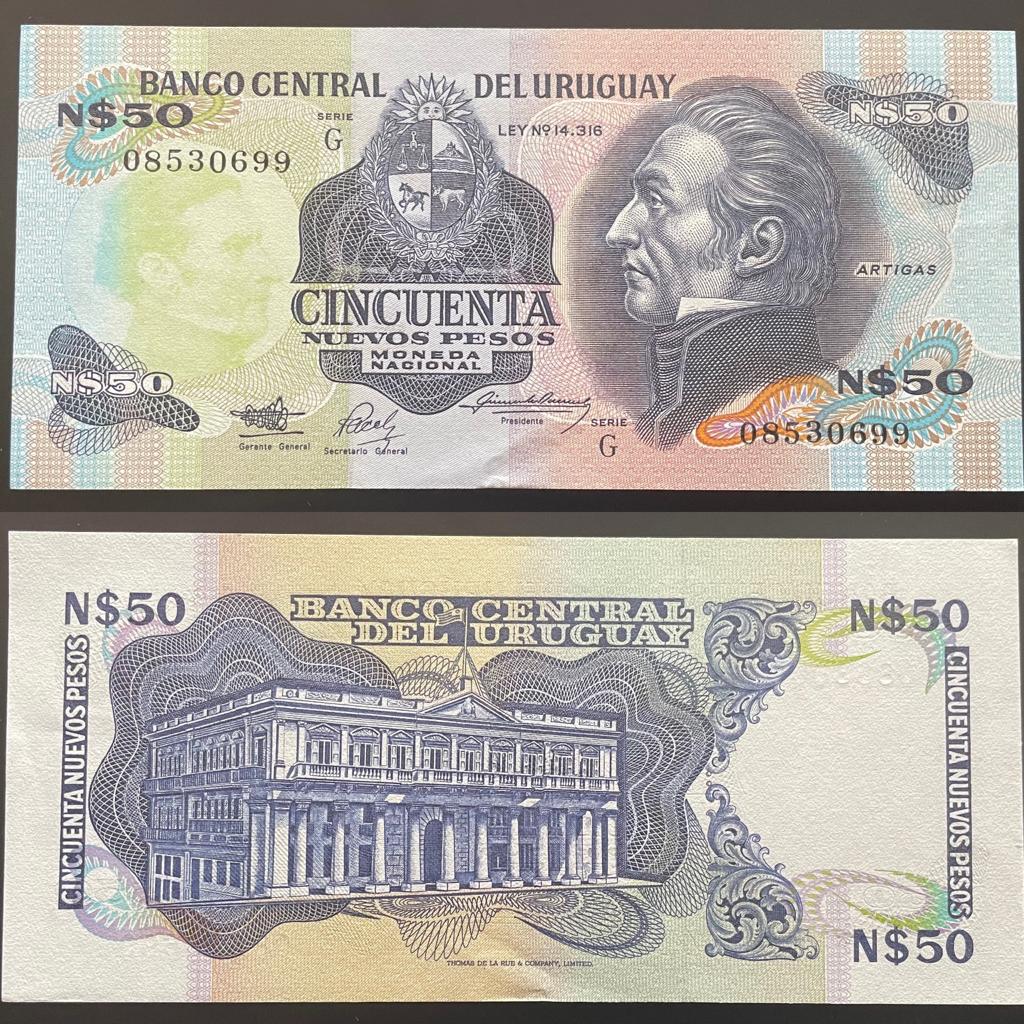 BANCO CENTRAL DEL URUGUAY
N$50
N$50
SERIE
G
LEY Nº 14.316
08530699
ARTIGAS
CINCUENTA
NUEVOS PESOS
MONEDA
NACIONAL
N$50
N$50
Gerente General
Secretario General
Presidente
SERIE
G
08530699
N$50
BANCO CENTRAL
DEL URUGUAY
N$50
CINCUENTA NUEVOS PESOS
CINCUENTA NUEVOS PESOS
N$50
THOMAS DE LA RUE & COMPANY, LIMITED.